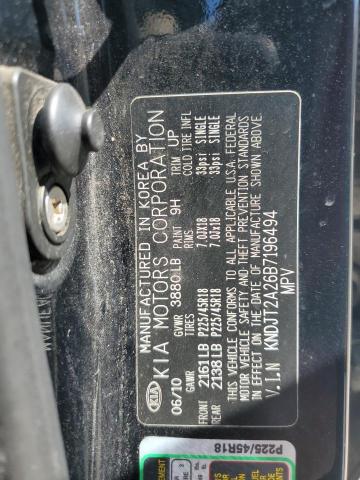 MANUFACTURED IN KOREA BY
KIA KIA MOTORS CORPORATION
06/10 GVWR 3880LB PAINT 9H TRIM UP
TIRES COLD TIRE INFL
FRONT 2161LB P225/45R18 7.0JX18 33psi SINGLE
REAR 2138LB P225/45R18 7.0Jx18 33psi SINGLE
THIS VEHICLE CONFORMS TO ALL APPLICABLE U.S.A. FEDERAL
MOTOR VEHICLE SAFETY AND THEFT PREVENTION
STANDARDS IN EFFECT ON THE DATE OF MANUFACTURE SHOWN ABOVE
V.I.N KNDJT2A26B7196494
MPV
P225/45R18